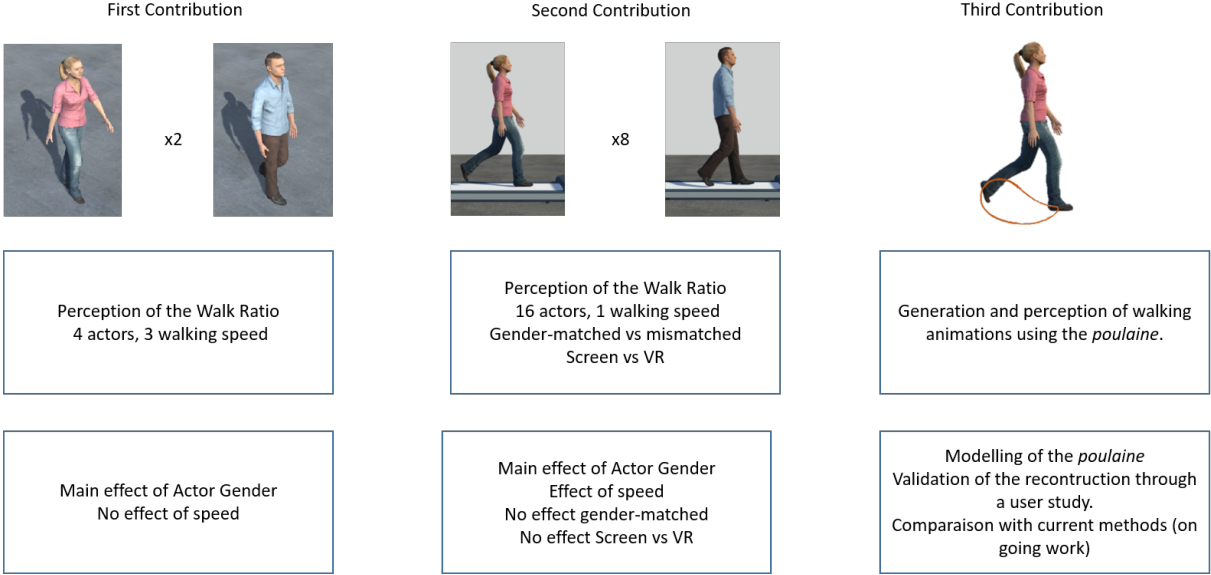 First Contribution
Second Contribution
Third Contribution
x2
x8
Perception of the Walk Ratio
4 actors, 3 walking speed
Perception of the Walk Ratio
16 actors, 1 walking speed
Gender-matched vs mismatched
Screen vs VR
Generation and perception of walking
animations using the poulaine.
Main effect of Actor Gender
No effect of speed
Main effect of Actor Gender
Effect of speed
No effect gender-matched
No effect Screen vs VR
Modelling of the poulaine
Validation of the recontruction through
a user study.
Comparaison with current methods (on
going work)